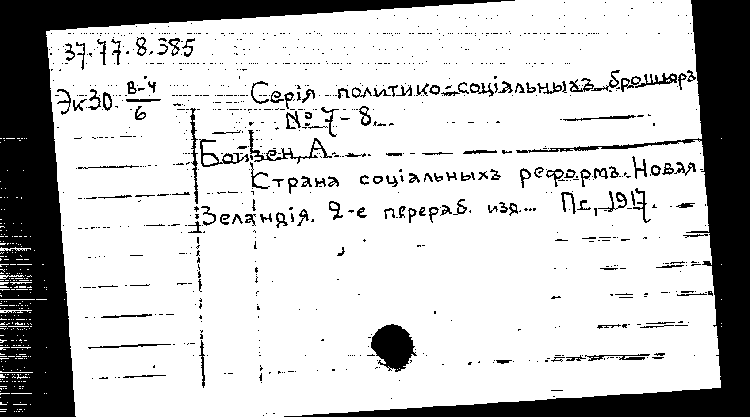 37.77.8.385
Эк30. В-4/6
Серія политико-соціальныхъ брошюръ
№ 7-8.
Бойзен, А.
Страна соціальныхъ реформъ. Новая
Зеландія. 2-е перераб. изд... Пг., 1917.